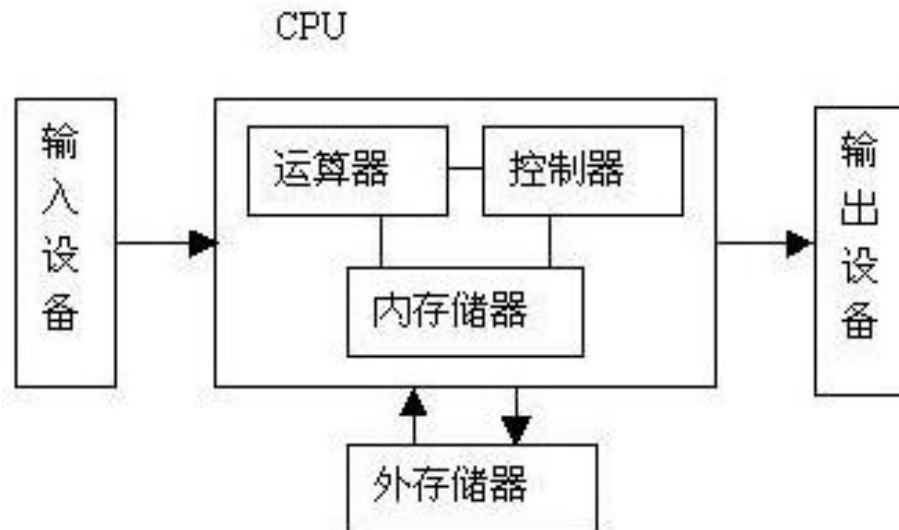 CPU
输入设备
运算器
控制器
内存储器
输出设备
外存储器